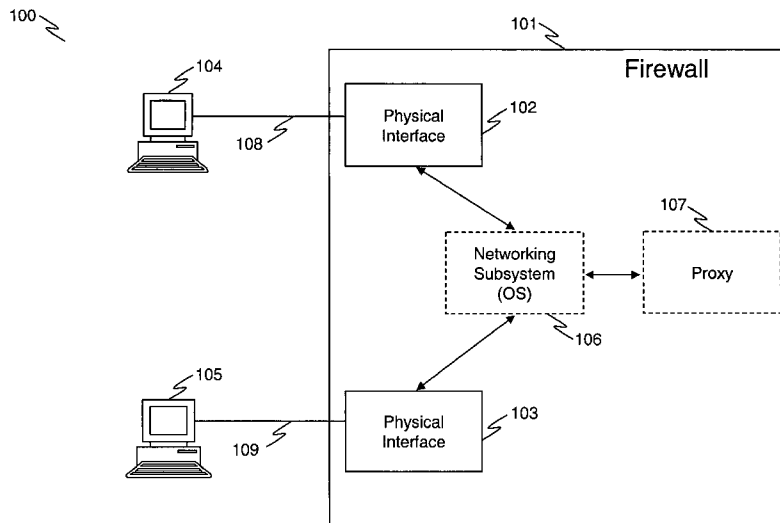 100
101
Firewall
104
Physical
Interface
102
108
107
Networking
Subsystem
(OS)
Proxy
106
105
Physical
Interface
103
109